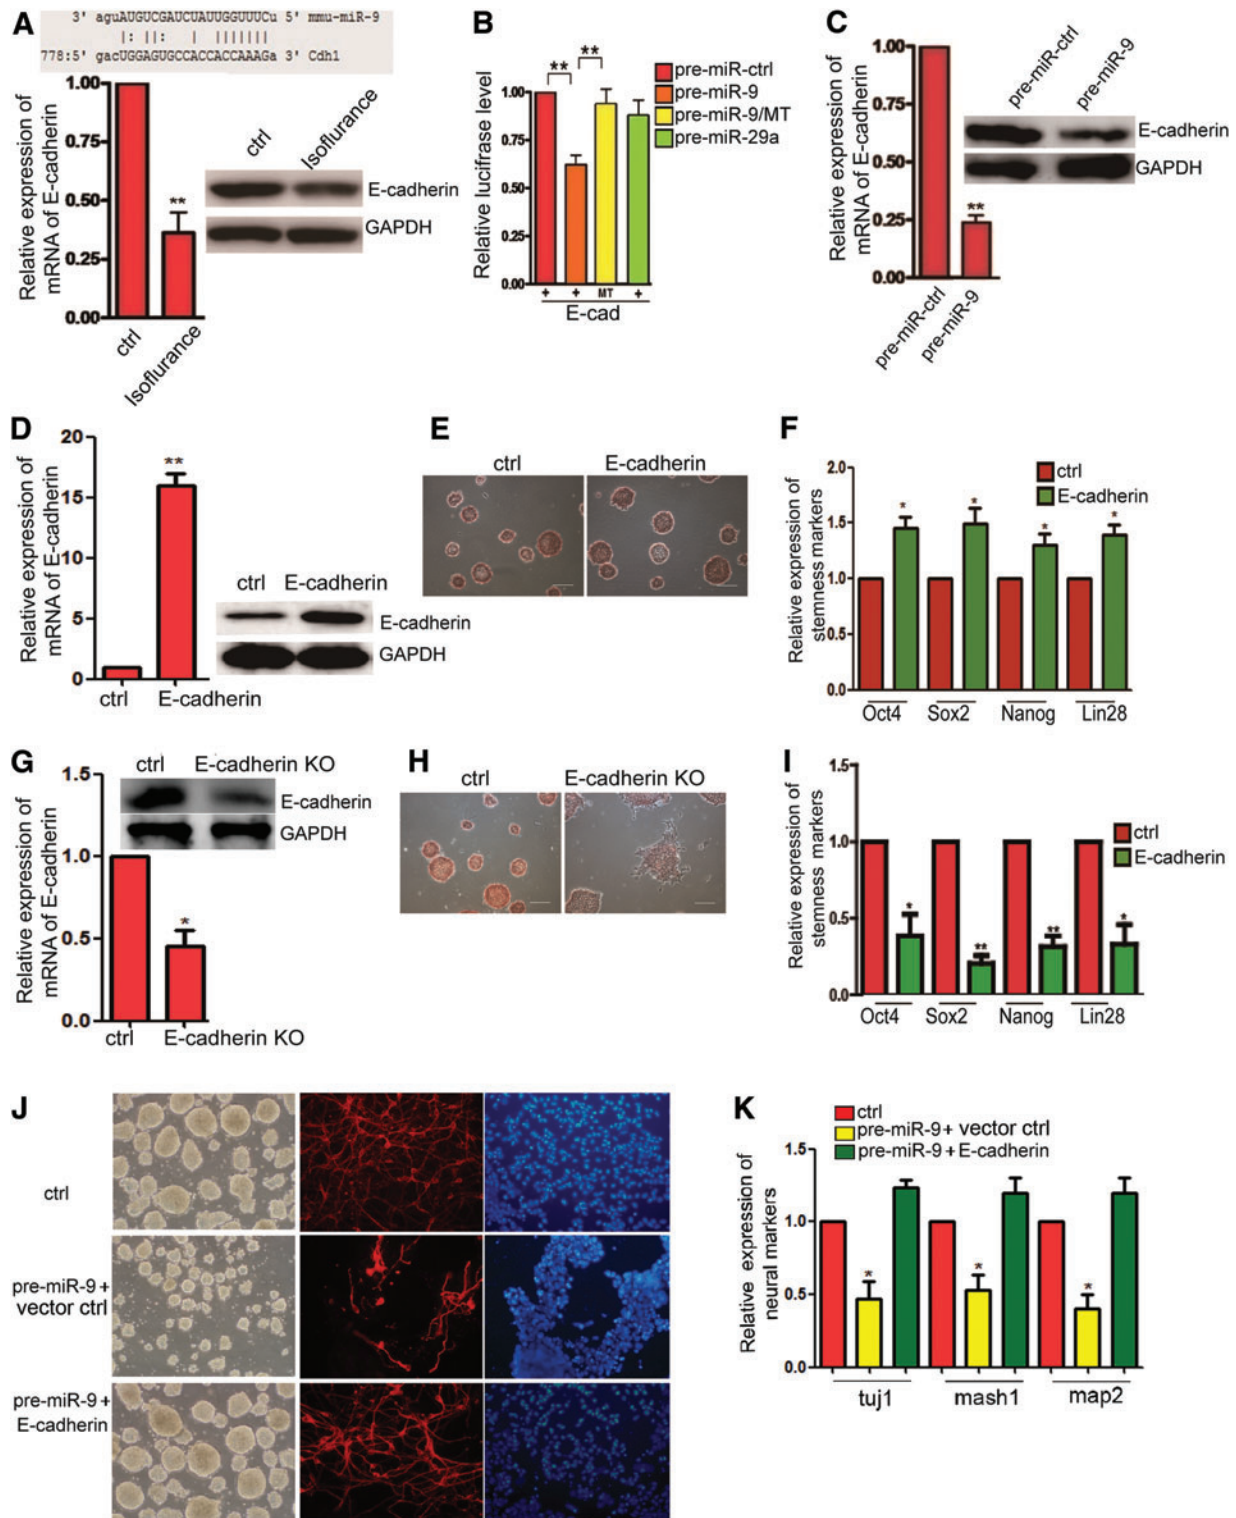 A
3' aguAUGUCGAUCUAUUGGUUUCu 5' mmu-miR-9
778:5' gacUGGAGUGCCACCACCAAAGa 3' Cdh1
Relative expression of
mRNA of E-cadherin
1.00
0.75
0.50
0.25
0.00
**
ctrl
Isoflurance
ctrl
Isoflurance
E-cadherin
GAPDH
B
Relative lucifrase level
1.00
0.75
0.50
0.25
0.00
**
**
pre-miR-ctrl
pre-miR-9
pre-miR-9/MT
pre-miR-29a
+ + MT +
E-cad
C
Relative expression of
mRNA of E-cadherin
1.00
0.75
0.50
0.25
0.00
**
pre-miR-ctrl
pre-miR-9
pre-miR-ctrl
pre-miR-9
E-cadherin
GAPDH
D
Relative expression of
mRNA of E-cadherin
20
15
10
5
0
**
ctrl
E-cadherin
ctrl E-cadherin
E-cadherin
GAPDH
E
ctrl E-cadherin
F
Relative expression of
stemness markers
2.0
1.5
1.0
0.5
0.0
* * * *
ctrl
E-cadherin
Oct4 Sox2 Nanog Lin28
G
Relative expression of
mRNA of E-cadherin
1.5
1.0
0.5
0.0
ctrl E-cadherin KO
E-cadherin
GAPDH
*
ctrl E-cadherin KO
H
ctrl E-cadherin KO
I
Relative expression of
stemness markers
1.5
1.0
0.5
0.0
* ** ** *
ctrl
E-cadherin
Oct4 Sox2 Nanog Lin28
J
ctrl
pre-miR-9 +
vector ctrl
pre-miR-9 +
E-cadherin
K
ctrl
pre-miR-9 + vector ctrl
pre-miR-9 + E-cadherin
Relative expression of
neural markers
1.5
1.0
0.5
0.0
* * *
tuj1 mash1 map2